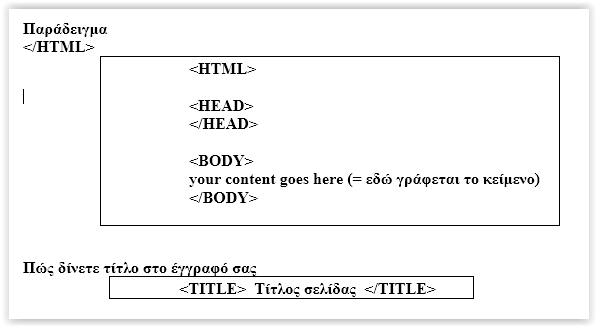 Παράδειγμα
</HTML>
<HTML>
<HEAD>
</HEAD>
<BODY>
your content goes here (= εδώ γράφεται το κείμενο)
</BODY>
Πώς δίνετε τίτλο στο έγγραφό σας
<TITLE> Τίτλος σελίδας </TITLE>